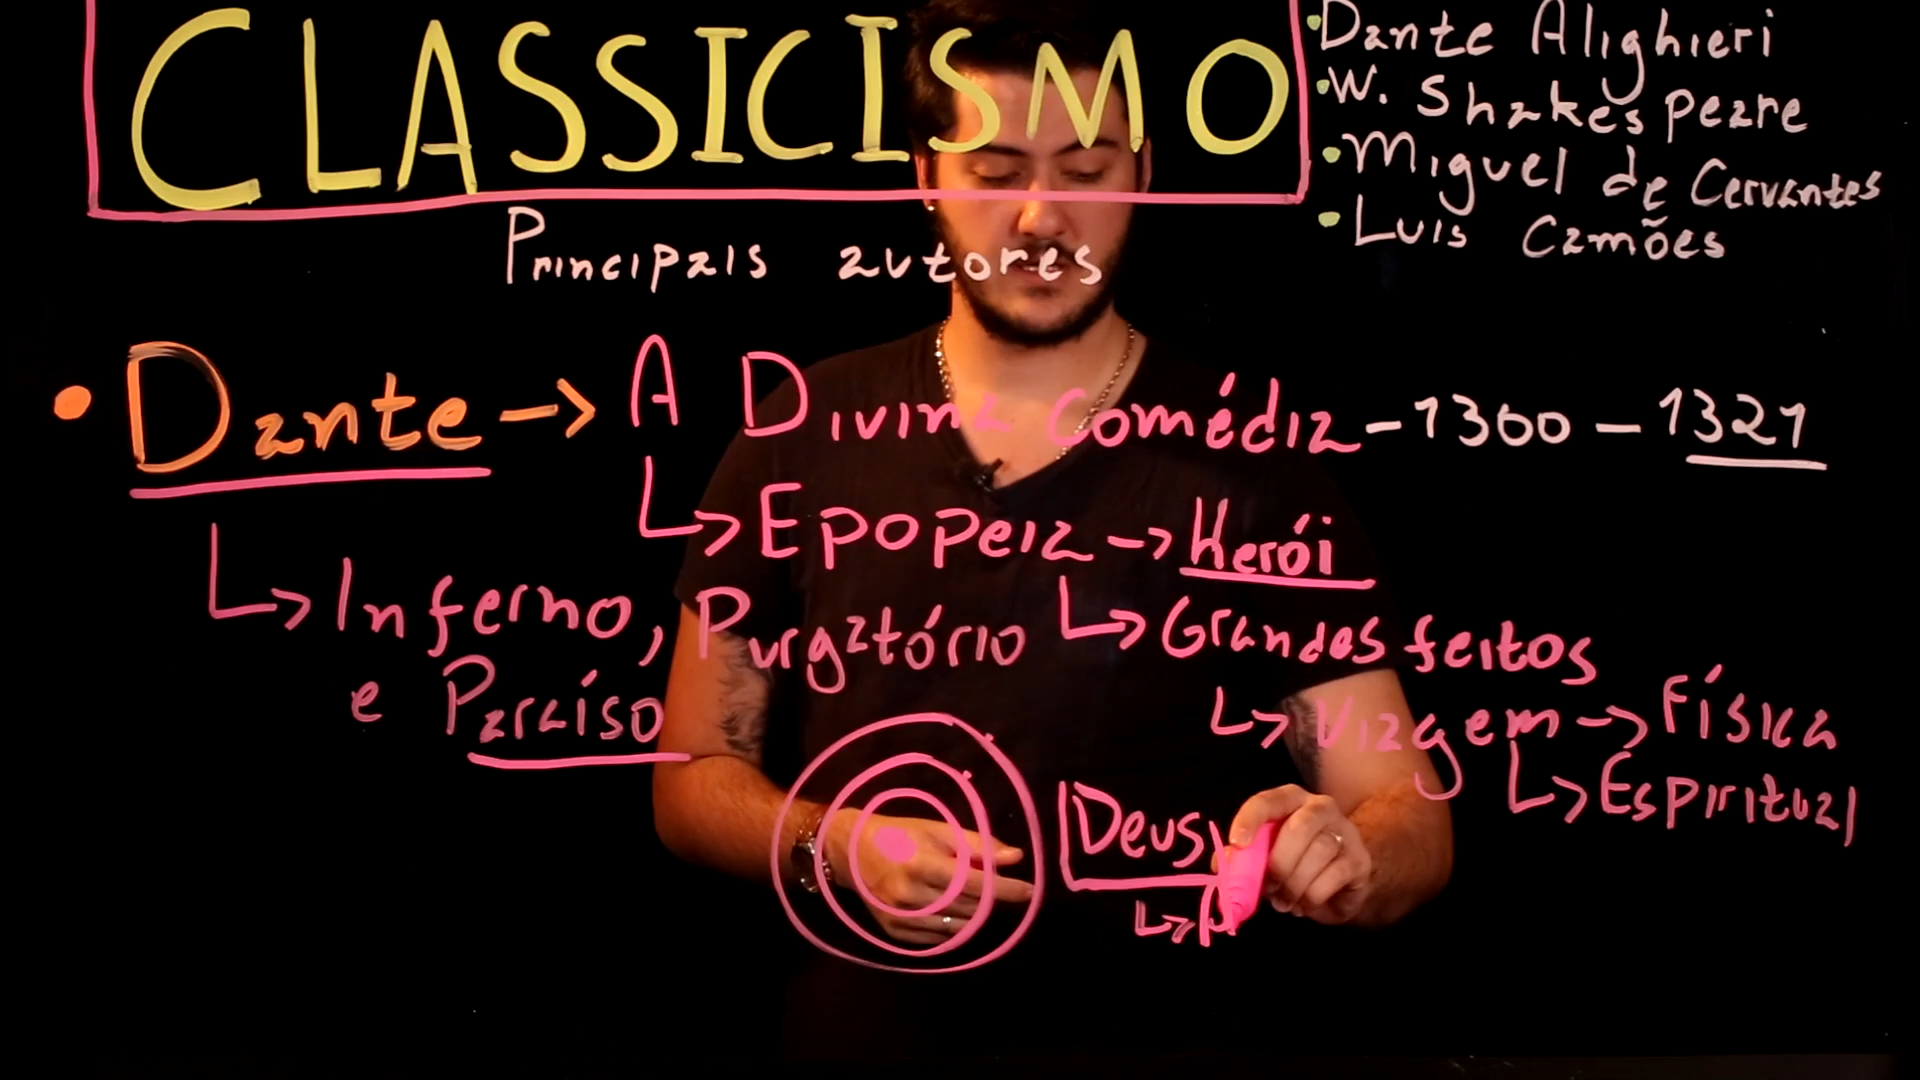 CLASSICISMO
• Dante Alighieri
• W. Shakespeare
• Miguel de Cervantes
• Luis Camões
Principais autores
• Dante → A Divina Comédia - 1300 - 1321
↳ Epopeia → Herói
↳ Inferno, Purgatório
e Paraíso
↳ Grandes feitos
↳ Viagem → Física
↳ Espiritual
Deus